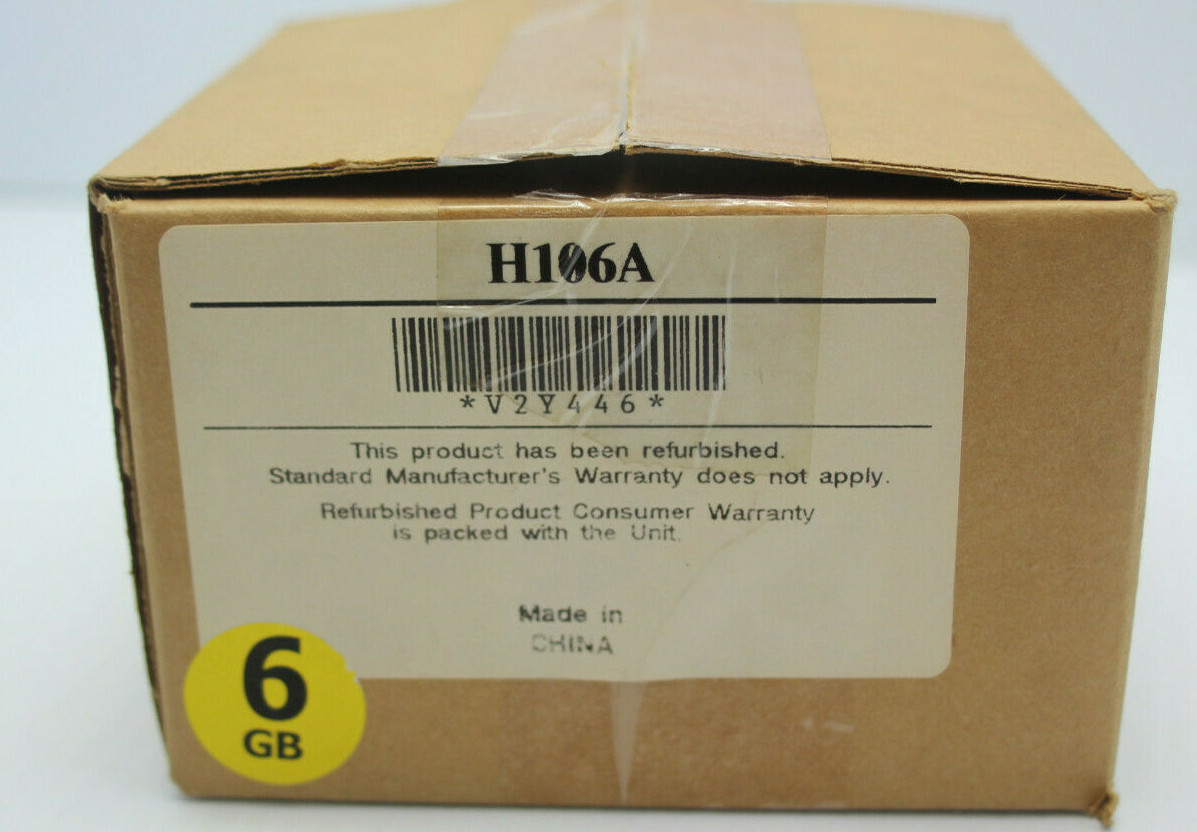 H106A
*V2Y446*
This product has been refurbished.
Standard Manufacturer's Warranty does not apply.
Refurbished Product Consumer Warranty
is packed with the Unit.
Made in
CHINA
6
GB